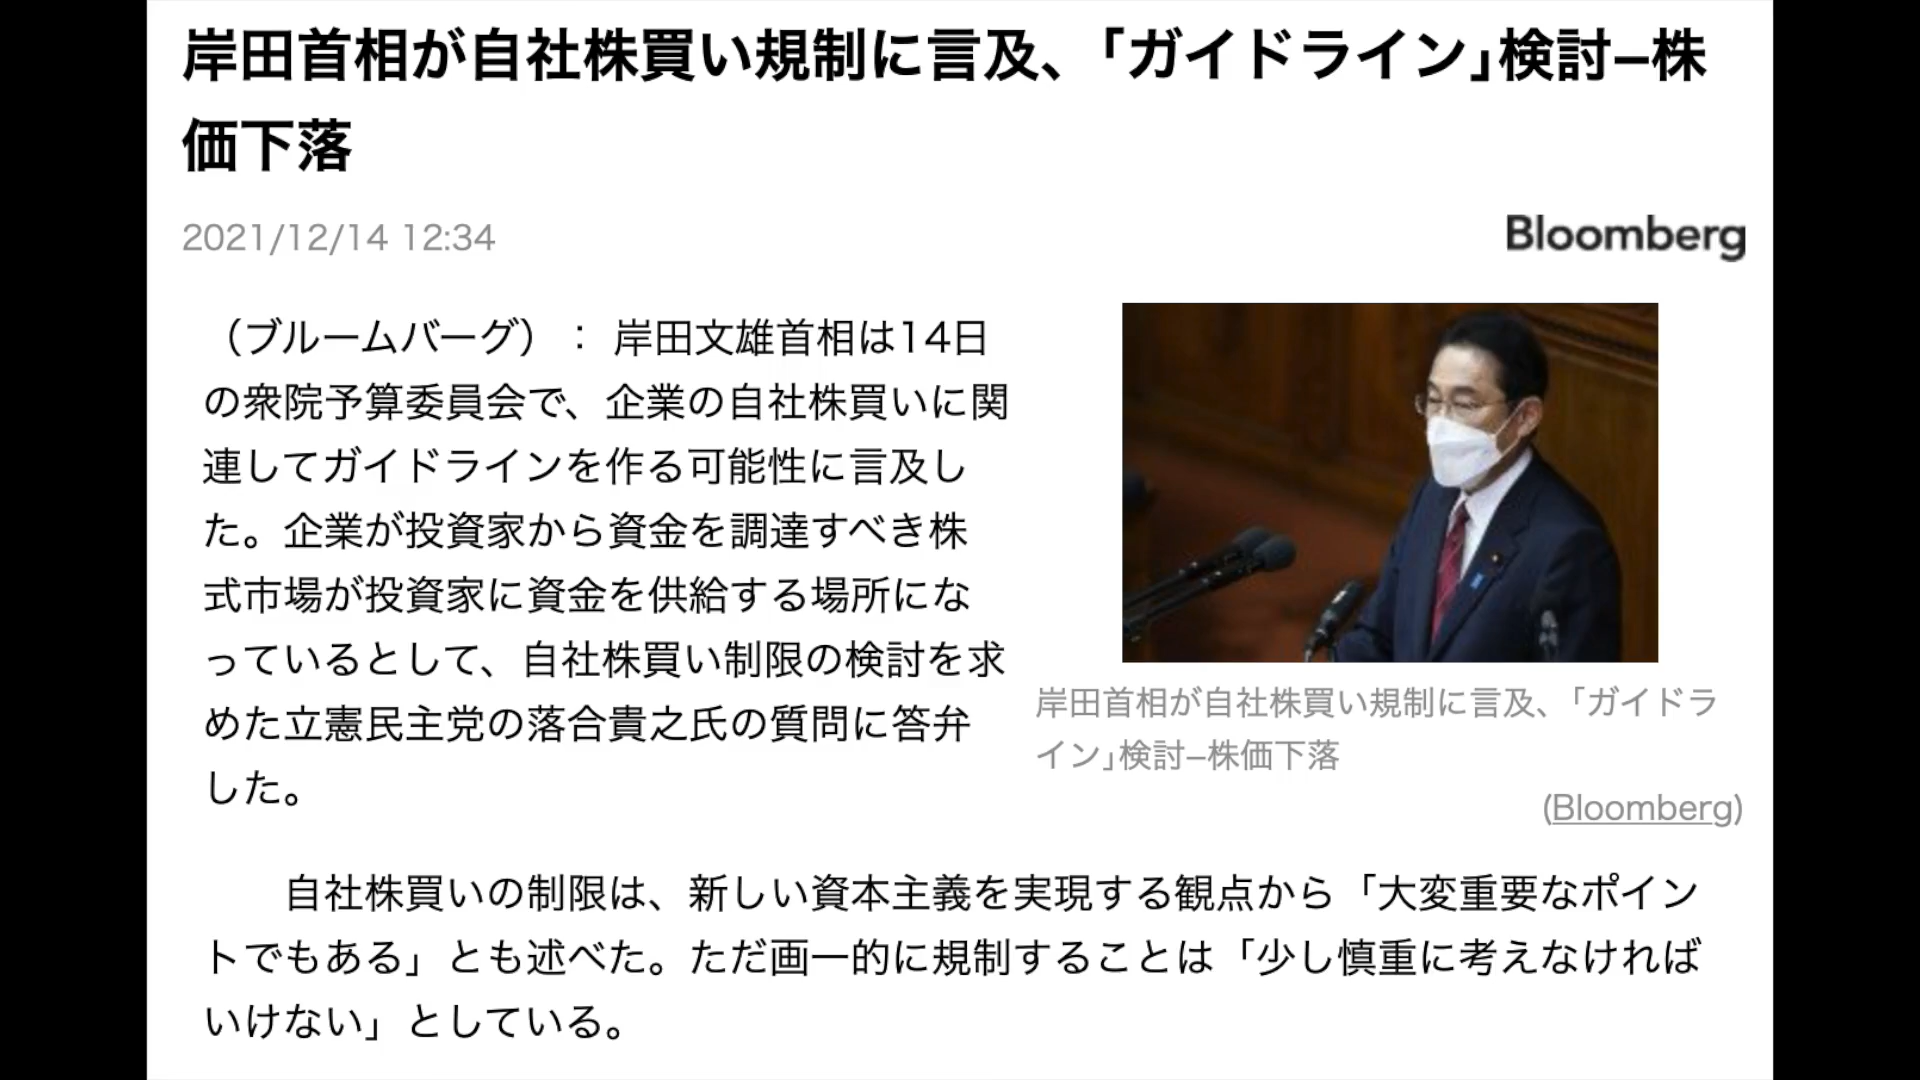 岸田首相が自社株買い規制に言及、｢ガイドライン｣検討–株
価下落
2021/12/14 12:34
Bloomberg
（ブルームバーグ）： 岸田文雄首相は14日
の衆院予算委員会で、企業の自社株買いに関
連してガイドラインを作る可能性に言及し
た。企業が投資家から資金を調達すべき株
式市場が投資家に資金を供給する場所にな
っているとして、自社株買い制限の検討を求
めた立憲民主党の落合貴之氏の質問に答弁
した。
岸田首相が自社株買い規制に言及、｢ガイドラ
イン｣検討–株価下落
(Bloomberg)
自社株買いの制限は、新しい資本主義を実現する観点から「大変重要なポイン
トでもある」とも述べた。ただ画一的に規制することは「少し慎重に考えなければ
いけない」としている。